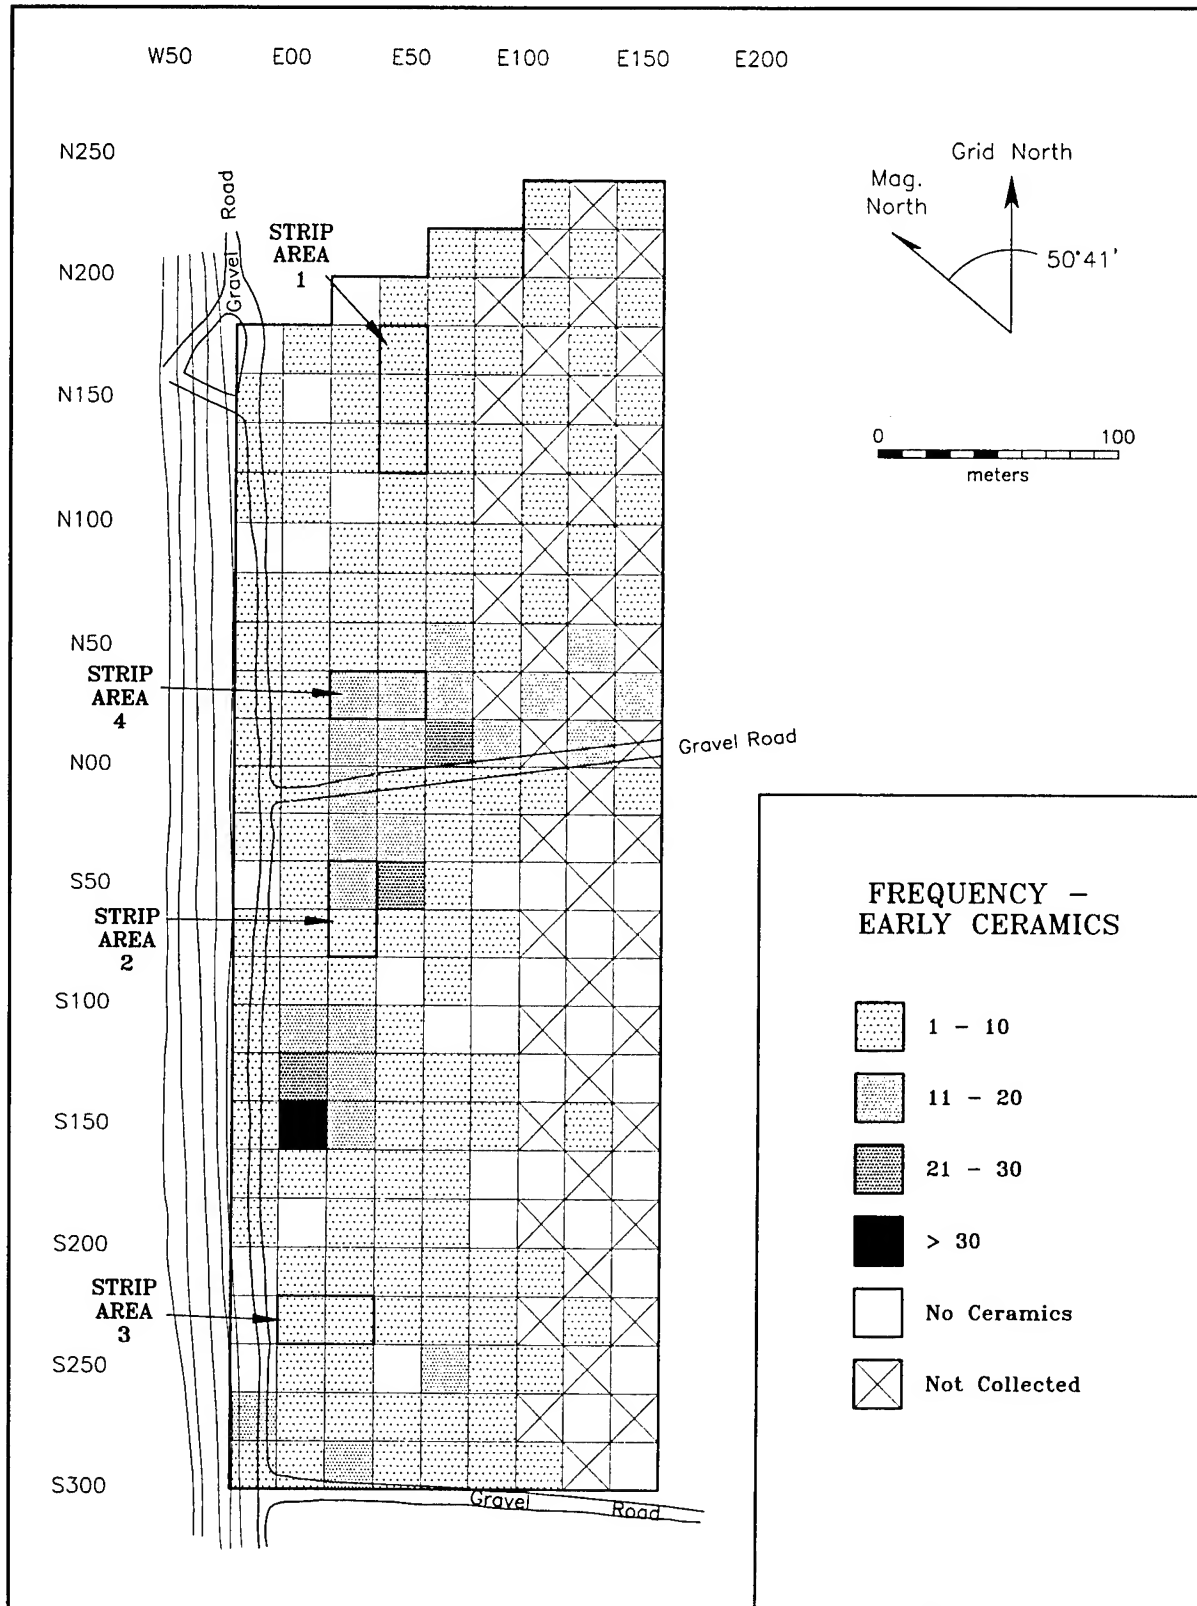 W50 E00 E50 E100 E150 E200
N250
N200
N150
N100
N50
N00
S50
S100
S150
S200
S250
S300
Gravel Road
STRIP
AREA
1
STRIP
AREA
4
STRIP
AREA
2
STRIP
AREA
3
Gravel Road
Gravel Road
Grid North
Mag.
North
50°41'
0 100
meters
FREQUENCY –
EARLY CERAMICS
1 – 10
11 – 20
21 – 30
> 30
No Ceramics
Not Collected